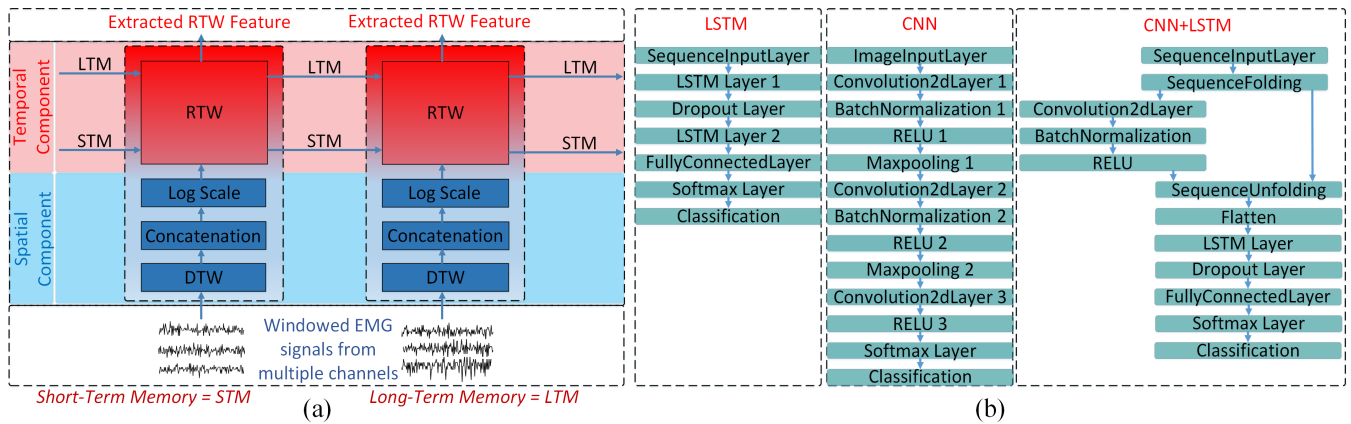 Extracted RTW Feature
Extracted RTW Feature
Temporal
Component
LTM
LTM
LTM
RTW
RTW
STM
STM
STM
Spatial
Component
Log Scale
Log Scale
Concatenation
Concatenation
DTW
DTW
Windowed EMG
signals from
multiple channels
Short-Term Memory = STM
Long-Term Memory = LTM
(a)
LSTM
SequenceInputLayer
LSTM Layer 1
Dropout Layer
LSTM Layer 2
FullyConnectedLayer
Softmax Layer
Classification
CNN
ImageInputLayer
Convolution2dLayer 1
BatchNormalization 1
RELU 1
Maxpooling 1
Convolution2dLayer 2
BatchNormalization 2
RELU 2
Maxpooling 2
Convolution2dLayer 3
RELU 3
Softmax Layer
Classification
CNN+LSTM
SequenceInputLayer
SequenceFolding
Convolution2dLayer
BatchNormalization
RELU
SequenceUnfolding
Flatten
LSTM Layer
Dropout Layer
FullyConnectedLayer
Softmax Layer
Classification
(b)